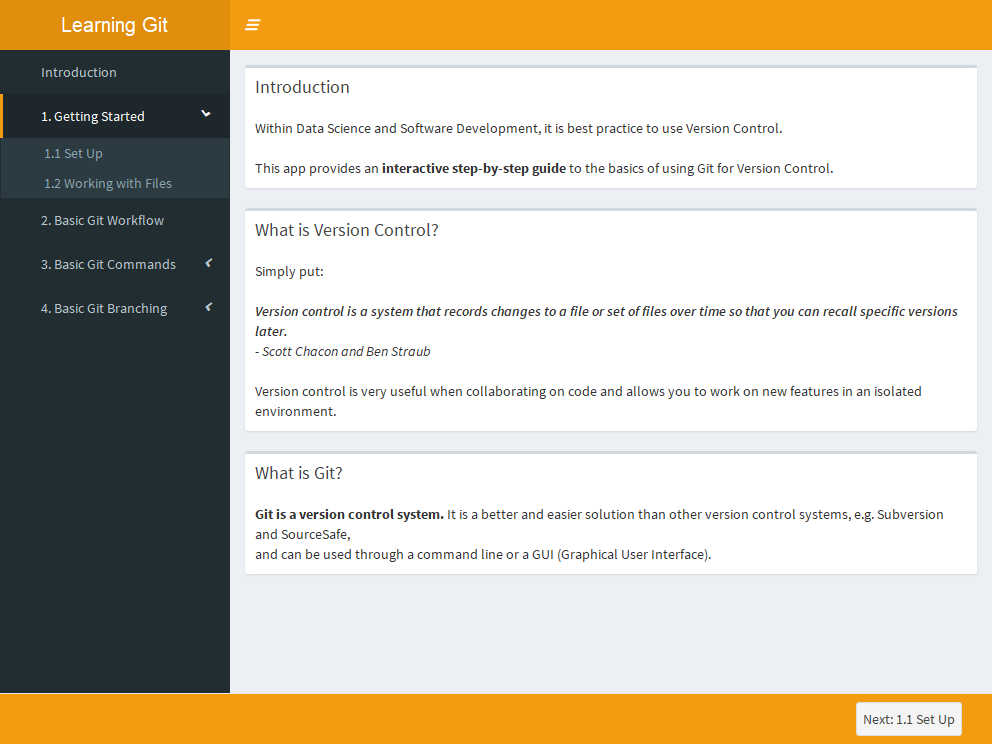 Learning Git
Introduction
1. Getting Started
1.1 Set Up
1.2 Working with Files
2. Basic Git Workflow
3. Basic Git Commands
4. Basic Git Branching
Introduction
Within Data Science and Software Development, it is best practice to use Version Control.
This app provides an interactive step-by-step guide to the basics of using Git for Version Control.
What is Version Control?
Simply put:
Version control is a system that records changes to a file or set of files over time so that you can recall specific versions
later.
- Scott Chacon and Ben Straub
Version control is very useful when collaborating on code and allows you to work on new features in an isolated
environment.
What is Git?
Git is a version control system. It is a better and easier solution than other version control systems, e.g. Subversion
and SourceSafe,
and can be used through a command line or a GUI (Graphical User Interface).
Next: 1.1 Set Up